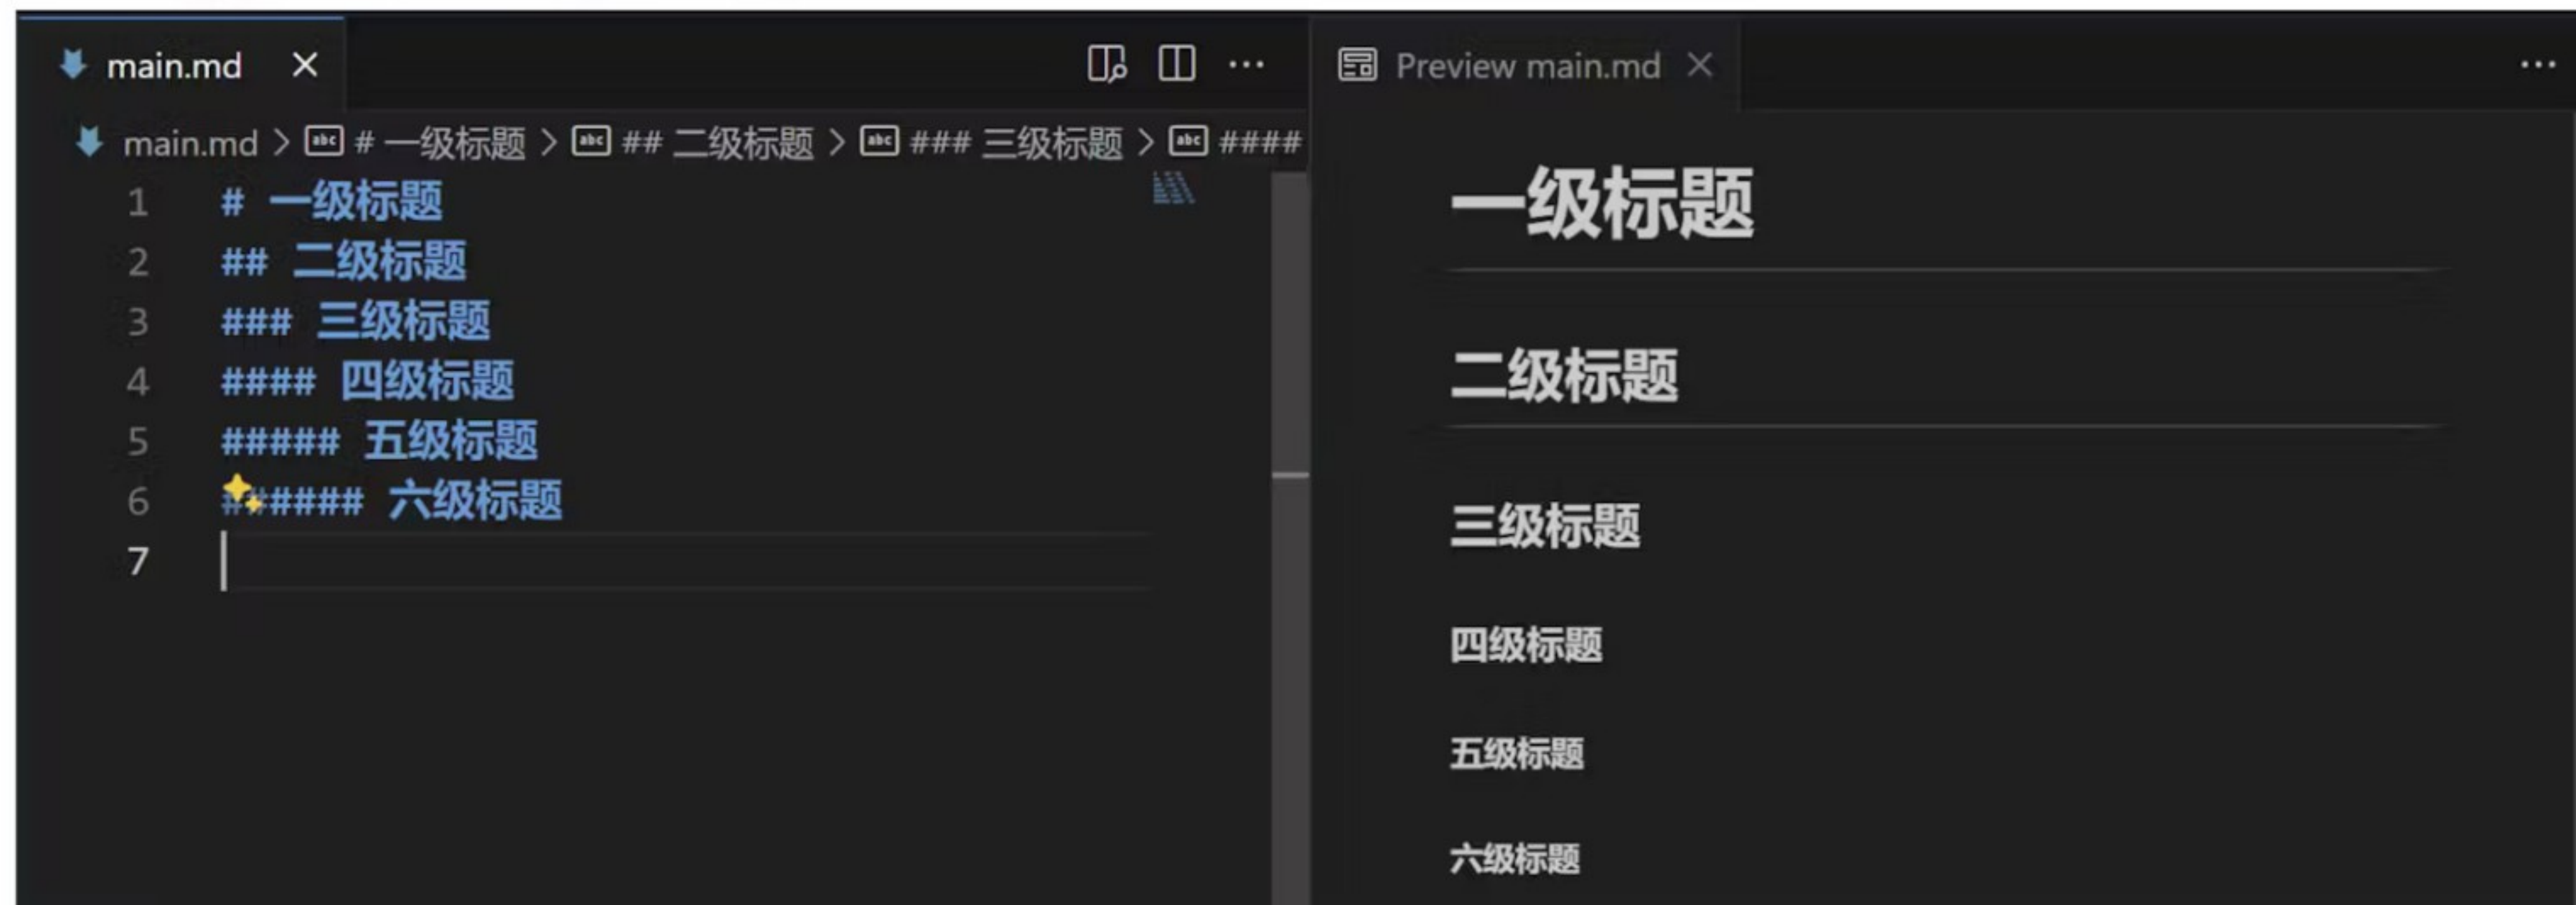 main.md
Preview main.md
main.md > # 一级标题 > ## 二级标题 > ### 三级标题 > ####
1 # 一级标题
2 ## 二级标题
3 ### 三级标题
4 #### 四级标题
5 ##### 五级标题
6 ###### 六级标题
7
一级标题
二级标题
三级标题
四级标题
五级标题
六级标题